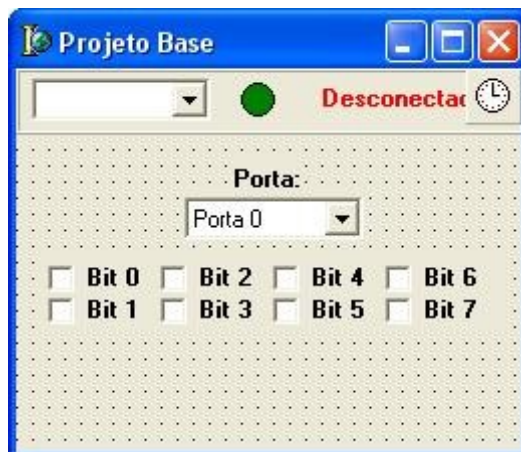 Projeto Base
Desconectac
Porta:
Porta 0
Bit 0 Bit 2 Bit 4 Bit 6
Bit 1 Bit 3 Bit 5 Bit 7